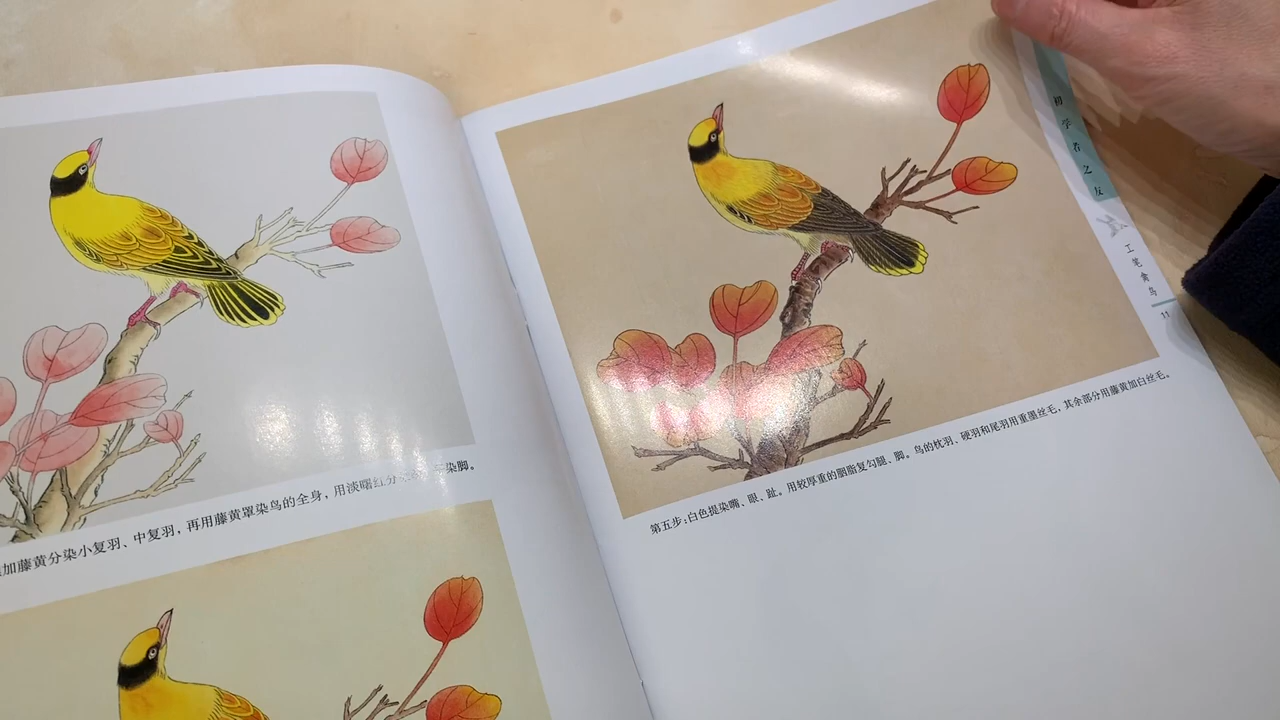 加藤黄分染小复羽、中复羽，再用藤黄罩染鸟的全身，用淡曙红分染脚。
第五步：白色提染嘴、眼、趾。用较厚重的胭脂复勾腿、脚。鸟的枕羽、硬羽和尾羽用重墨丝毛，其余部分用藤黄加白丝毛。
初学者之友
工笔禽鸟
11